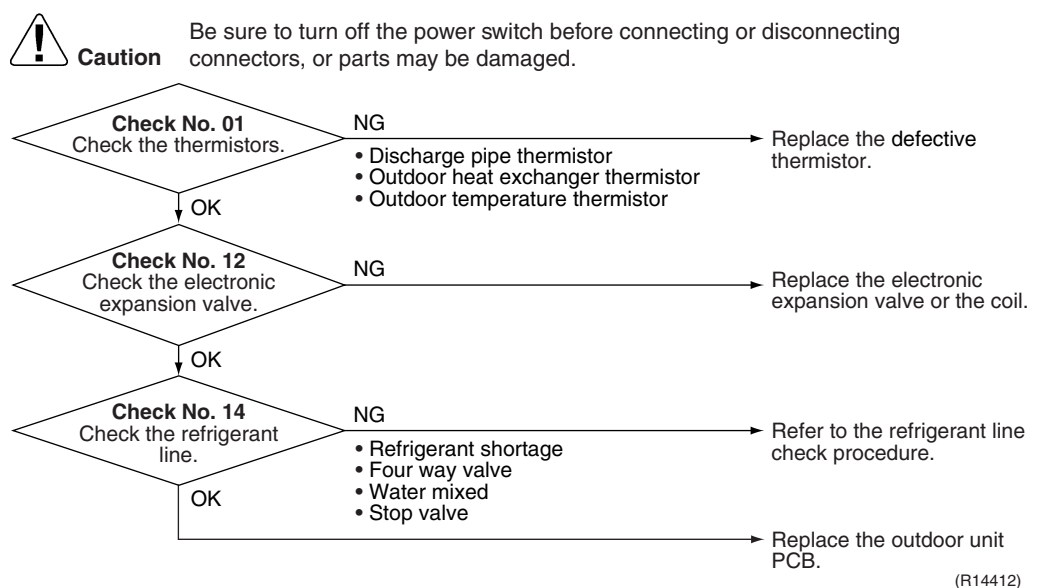 Be sure to turn off the power switch before connecting or disconnecting
Caution connectors, or parts may be damaged.
Check No. 01
Check the thermistors.
NG
• Discharge pipe thermistor
• Outdoor heat exchanger thermistor
• Outdoor temperature thermistor
Replace the defective
thermistor.
OK
Check No. 12
Check the electronic
expansion valve.
NG
Replace the electronic
expansion valve or the coil.
OK
Check No. 14
Check the refrigerant
line.
NG
• Refrigerant shortage
• Four way valve
• Water mixed
• Stop valve
Refer to the refrigerant line
check procedure.
OK
Replace the outdoor unit
PCB.
(R14412)